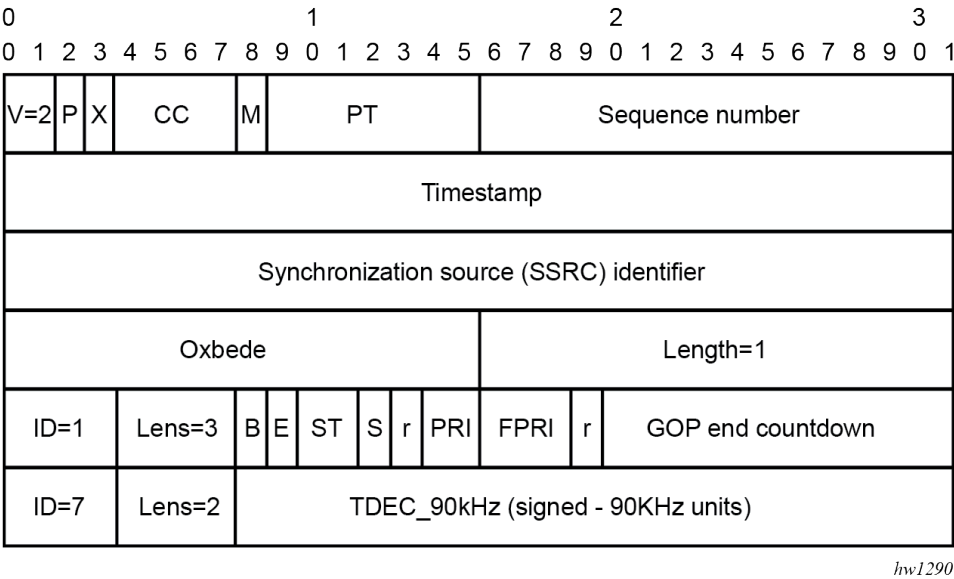 0 1 2 3
0 1 2 3 4 5 6 7 8 9 0 1 2 3 4 5 6 7 8 9 0 1 2 3 4 5 6 7 8 9 0 1
V=2 P X CC M PT Sequence number
Timestamp
Synchronization source (SSRC) identifier
Oxbede Length=1
ID=1 Lens=3 B E ST S r PRI FPRI r GOP end countdown
ID=7 Lens=2 TDEC_90kHz (signed - 90KHz units)
hw1290